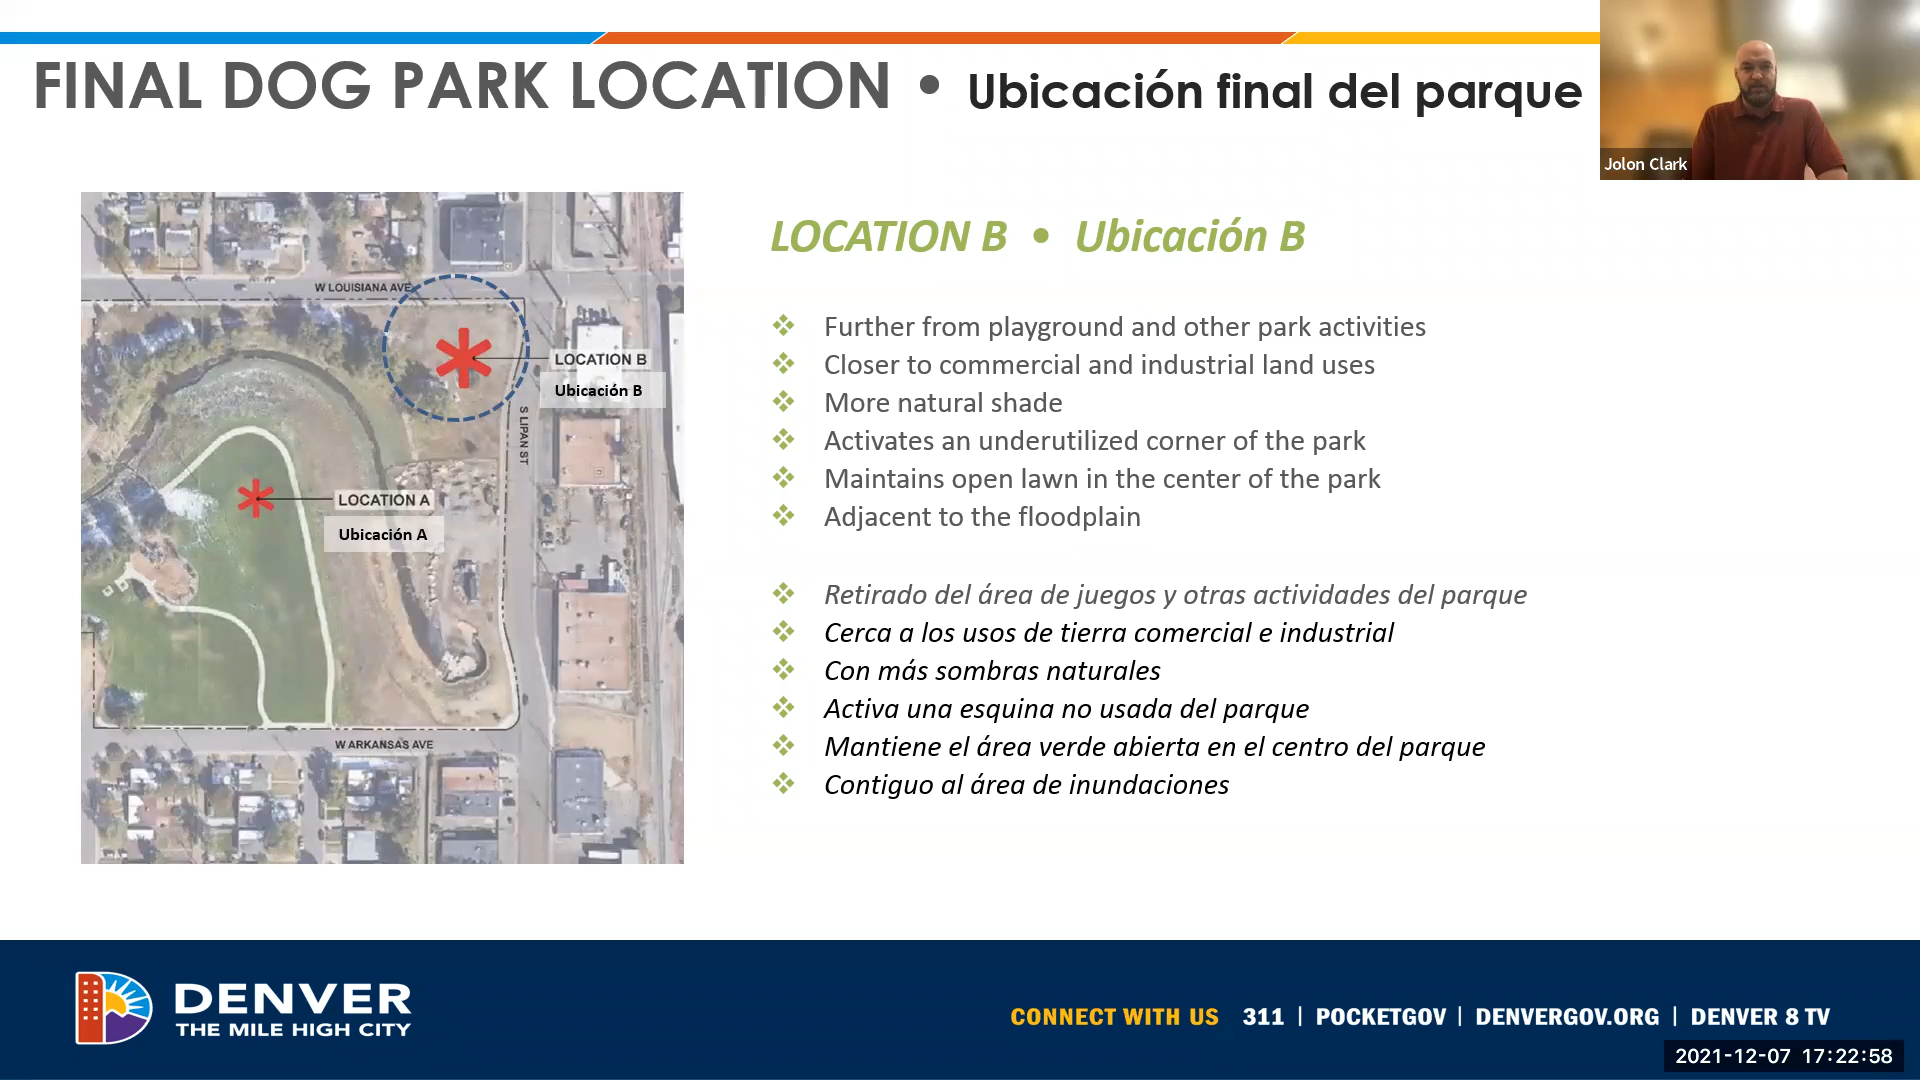 FINAL DOG PARK LOCATION • Ubicación final del parque
Jolon Clark
W LOUISIANA AVE
LOCATION B
Ubicación B
S LIPAN ST
LOCATION A
Ubicación A
W ARKANSAS AVE
LOCATION B • Ubicación B
Further from playground and other park activities
Closer to commercial and industrial land uses
More natural shade
Activates an underutilized corner of the park
Maintains open lawn in the center of the park
Adjacent to the floodplain
Retirado del área de juegos y otras actividades del parque
Cerca a los usos de tierra comercial e industrial
Con más sombras naturales
Activa una esquina no usada del parque
Mantiene el área verde abierta en el centro del parque
Contiguo al área de inundaciones
DENVER
THE MILE HIGH CITY
CONNECT WITH US 311 | POCKETGOV | DENVERGOV.ORG | DENVER 8 TV
2021-12-07 17:22:58